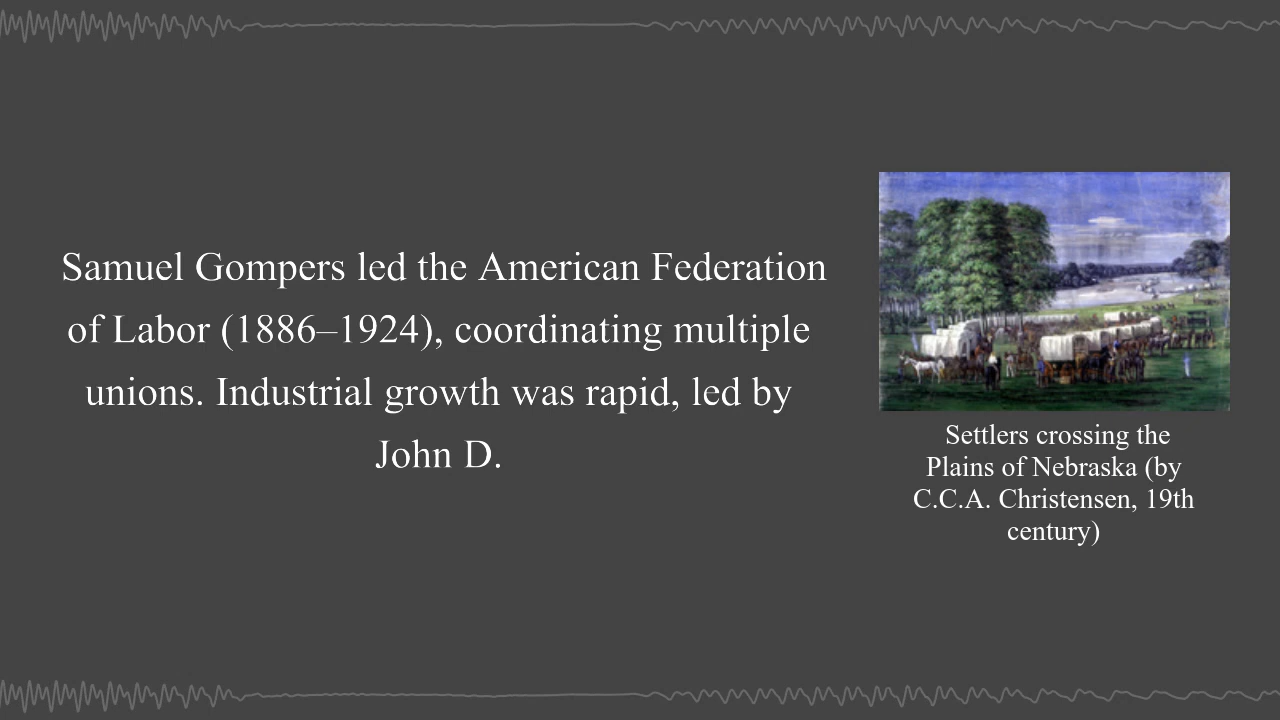 Samuel Gompers led the American Federation
of Labor (1886–1924), coordinating multiple
unions. Industrial growth was rapid, led by
John D.
Settlers crossing the
Plains of Nebraska (by
C.C.A. Christensen, 19th
century)